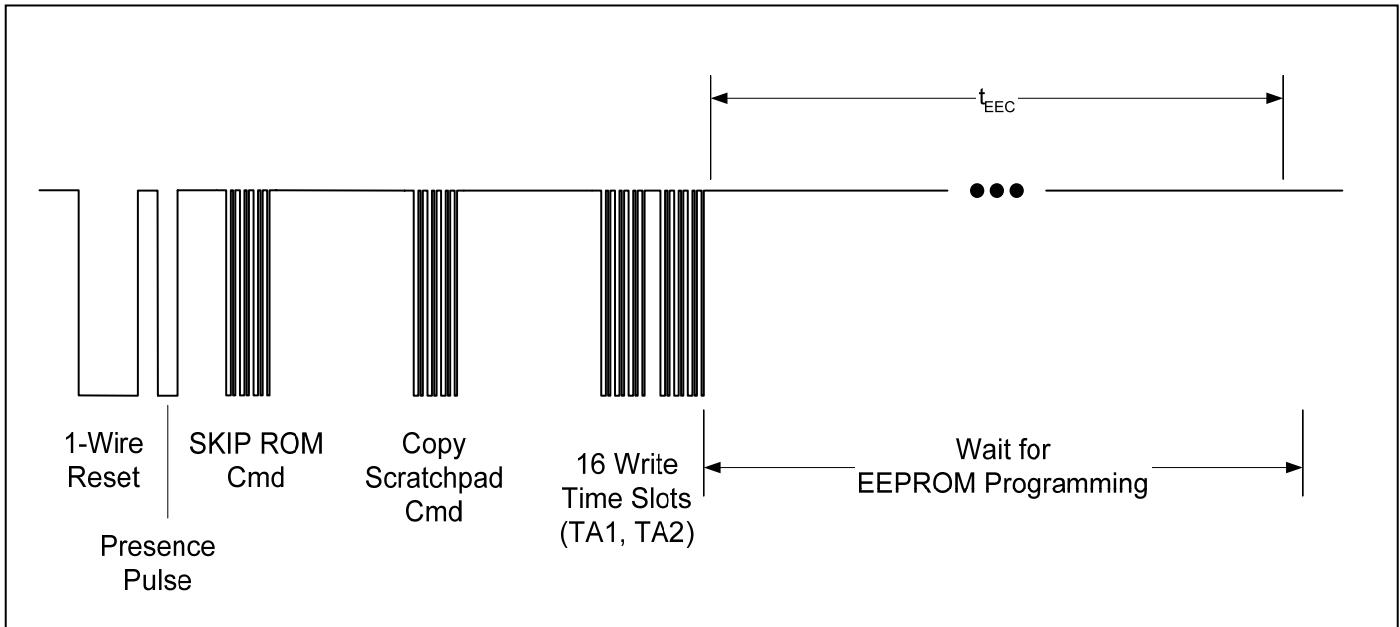 tEEC
1-Wire
Reset
SKIP ROM
Cmd
Copy
Scratchpad
Cmd
16 Write
Time Slots
(TA1, TA2)
Wait for
EEPROM Programming
Presence
Pulse